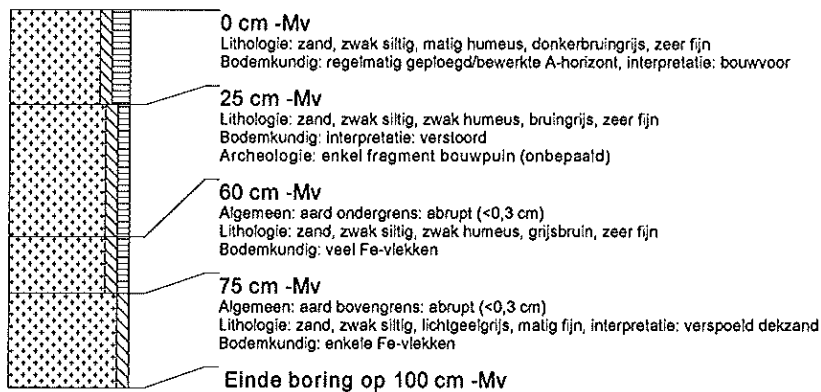 0 cm -Mv
Lithologie: zand, zwak siltig, matig humeus, donkerbruingrijs, zeer fijn
Bodemkundig: regelmatig geploegd/bewerkte A-horizont, interpretatie: bouwvoor
25 cm -Mv
Lithologie: zand, zwak siltig, zwak humeus, bruingrijs, zeer fijn
Bodemkundig: interpretatie: verstoord
Archeologie: enkel fragment bouwpuin (onbepaald)
60 cm -Mv
Algemeen: aard ondergrens: abrupt (<0,3 cm)
Lithologie: zand, zwak siltig, zwak humeus, grijsbruin, zeer fijn
Bodemkundig: veel Fe-vlekken
75 cm -Mv
Algemeen: aard bovengrens: abrupt (<0,3 cm)
Lithologie: zand, zwak siltig, lichtgeelgrijs, matig fijn, interpretatie: verspoeld dekzand
Bodemkundig: enkele Fe-vlekken
Einde boring op 100 cm -Mv